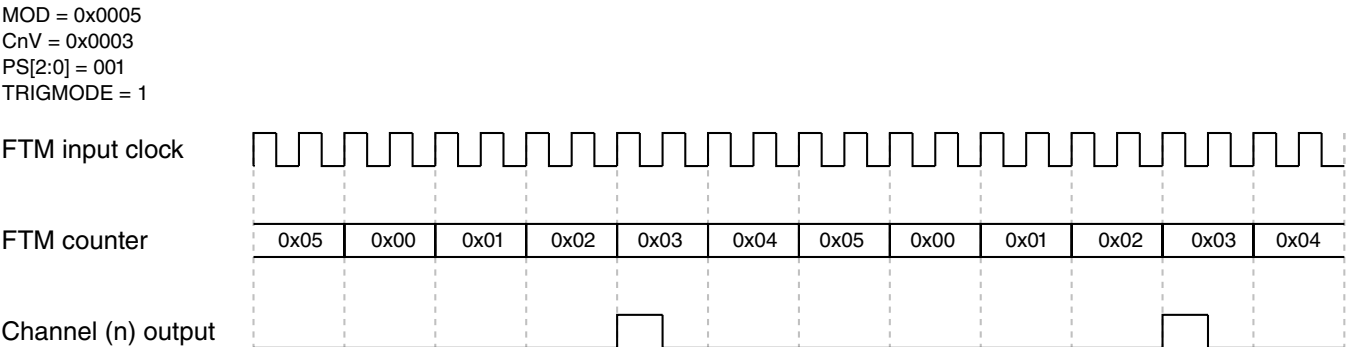 MOD = 0x0005
CnV = 0x0003
PS[2:0] = 001
TRIGMODE = 1
FTM input clock
FTM counter 0x05 0x00 0x01 0x02 0x03 0x04 0x05 0x00 0x01 0x02 0x03 0x04
Channel (n) output